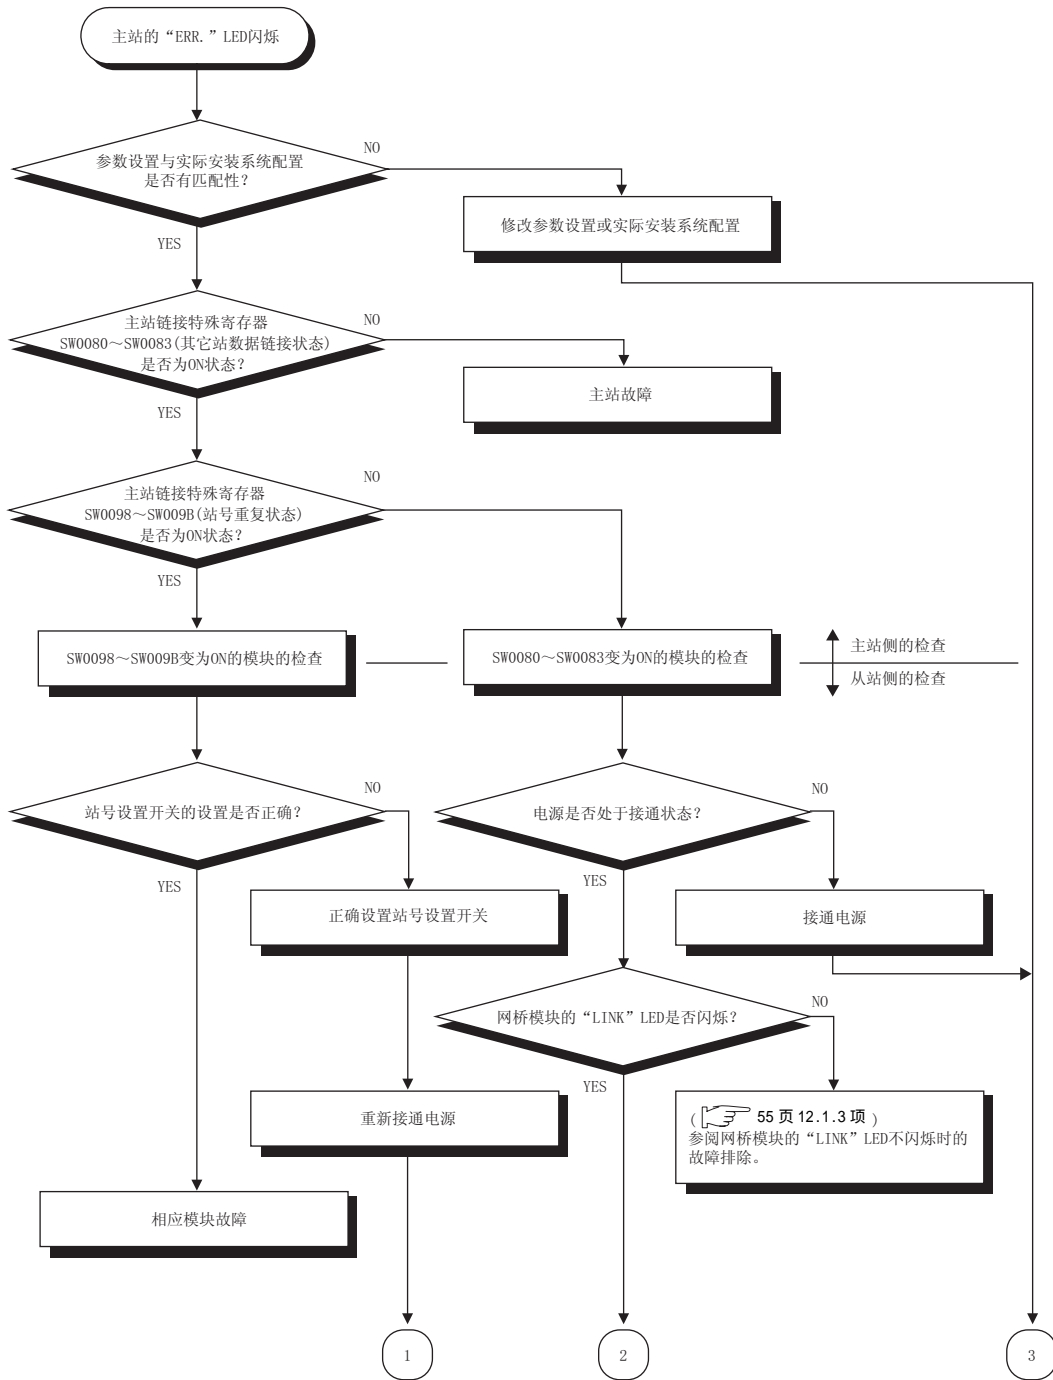 主站的“ERR.”LED闪烁
参数设置与实际安装系统配置
是否有匹配性？
NO
YES
修改参数设置或实际安装系统配置
主站链接特殊寄存器
SW0080～SW0083(其它站数据链接状态)
是否为ON状态？
NO
YES
主站故障
主站链接特殊寄存器
SW0098～SW009B(站号重复状态)
是否为ON状态？
NO
YES
SW0098～SW009B变为ON的模块的检查
SW0080～SW0083变为ON的模块的检查
主站侧的检查
从站侧的检查
站号设置开关的设置是否正确？
NO
YES
电源是否处于接通状态？
NO
YES
正确设置站号设置开关
接通电源
网桥模块的“LINK”LED是否闪烁？
NO
YES
重新接通电源
( 55 页 12.1.3 项 )
参阅网桥模块的“LINK”LED不闪烁时的
故障排除。
相应模块故障
1
2
3